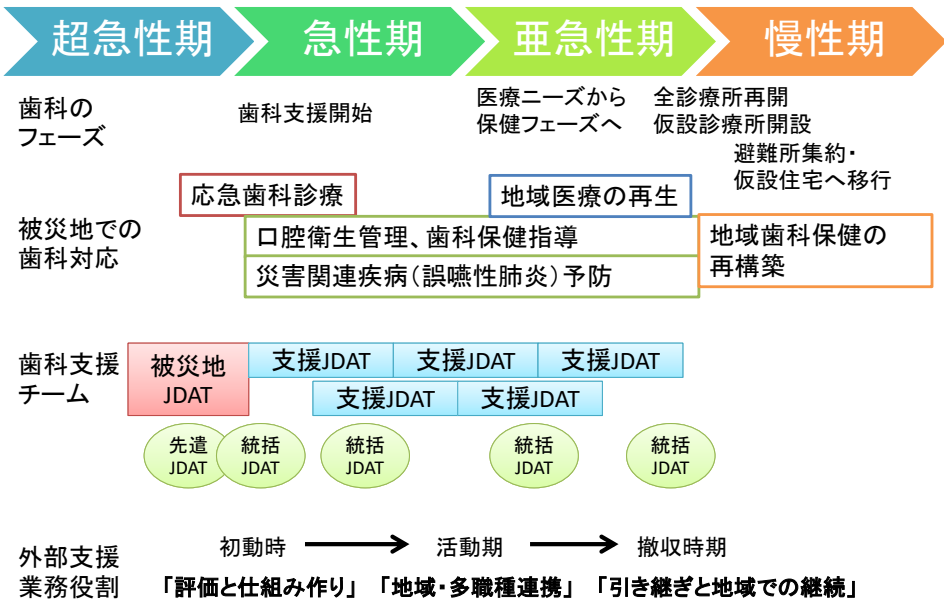 超急性期
急性期
亜急性期
慢性期
歯科の
フェーズ
歯科支援開始
医療ニーズから
保健フェーズへ
全診療所再開
仮設診療所開設
避難所集約・
仮設住宅へ移行
被災地での
歯科対応
応急歯科診療
地域医療の再生
口腔衛生管理、歯科保健指導
災害関連疾病(誤嚥性肺炎)予防
地域歯科保健の
再構築
歯科支援
チーム
被災地
JDAT
支援JDAT
支援JDAT
支援JDAT
支援JDAT
支援JDAT
先遣
JDAT
統括
JDAT
統括
JDAT
統括
JDAT
統括
JDAT
外部支援
業務役割
初動時
活動期
撤収時期
「評価と仕組み作り」
「地域・多職種連携」
「引き継ぎと地域での継続」